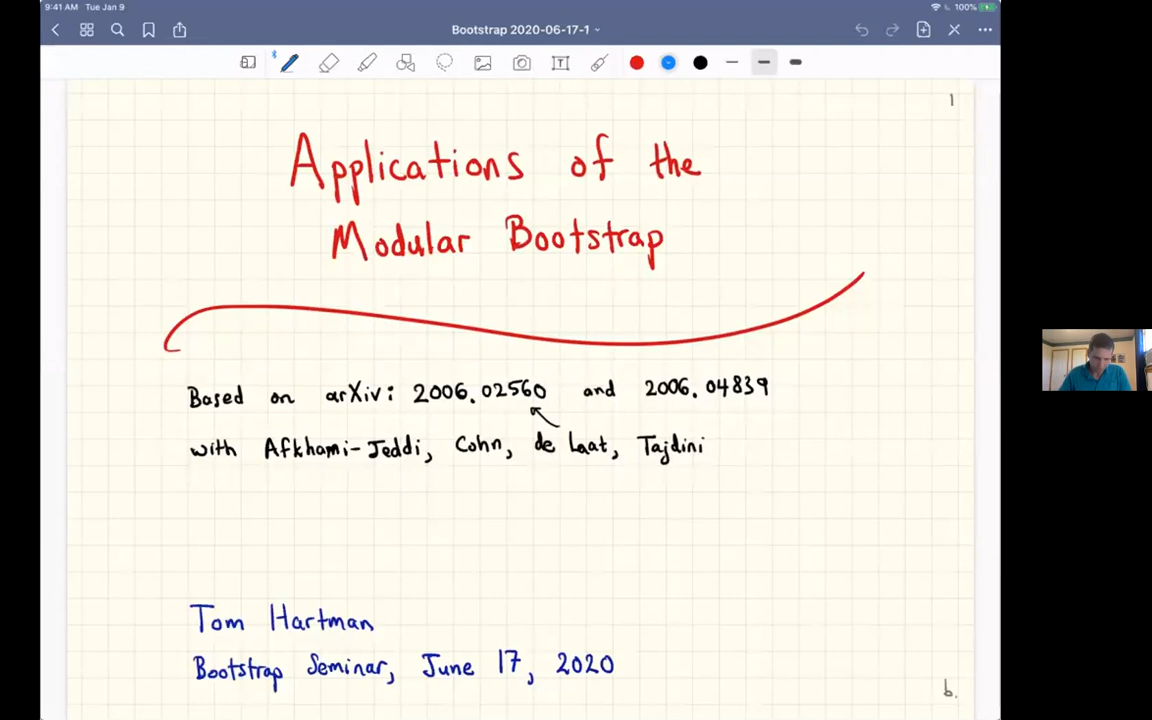 9:41 AM Tue Jan 9
100%
Bootstrap 2020-06-17-1
T
1
Applications of the
Modular Bootstrap
Based on arXiv: 2006.02560 and 2006.04839
with Afkhami-Jeddi, Cohn, de Laat, Tajdini
Tom Hartman
Bootstrap Seminar, June 17, 2020
6.